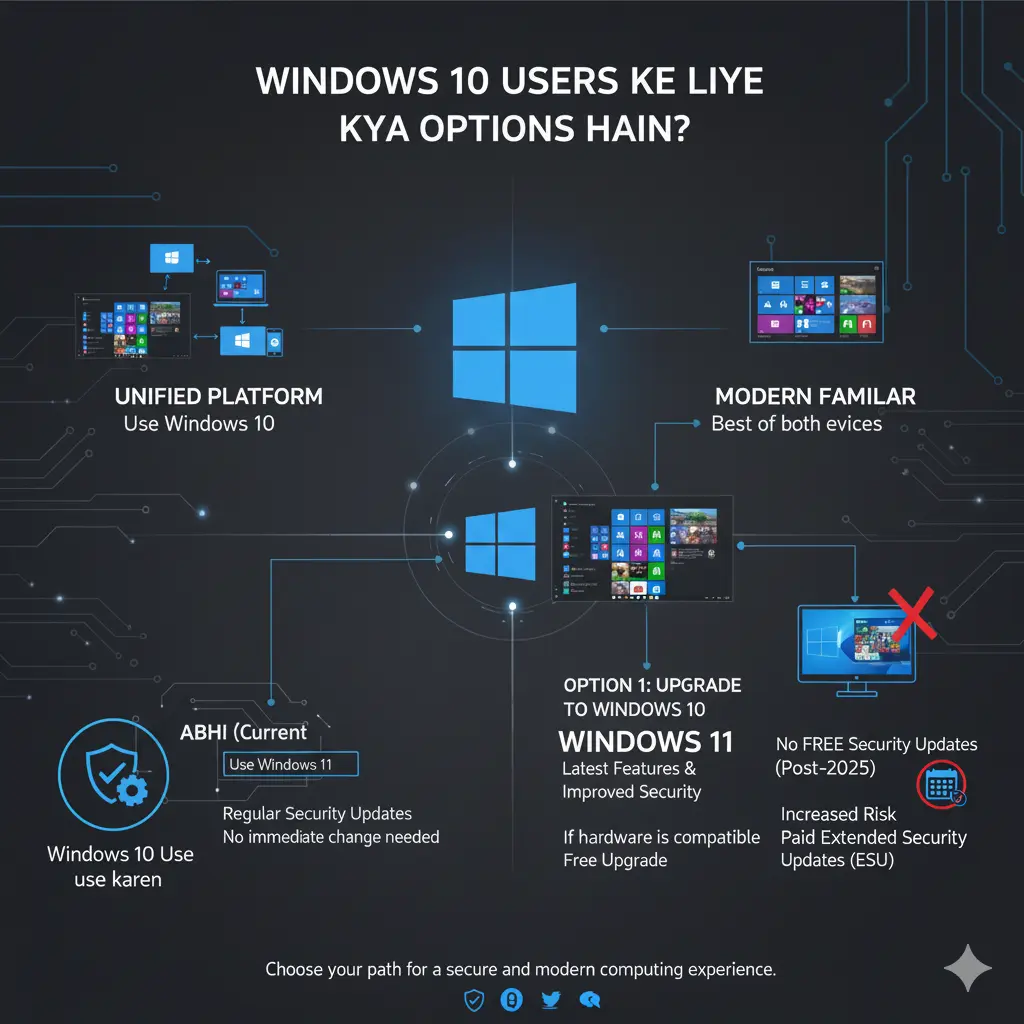 WINDOWS 10 USERS KE LIYE
KYA OPTIONS HAIN?
UNIFIED PLATFORM
Use Windows 10
MODERN FAMILAR
Best of both evices
ABHI (Current
Use Windows 11
Regular Security Updates
No immediate change needed
Windows 10 Use
use karen
OPTION 1: UPGRADE
TO WINDOWS 10
WINDOWS 11
Latest Features &
Improved Security
If hardware is compatible
Free Upgrade
No FREE Security Updates
(Post-2025)
Increased Risk
Paid Extended Security
Updates (ESU)
Choose your path for a secure and modern computing experience.